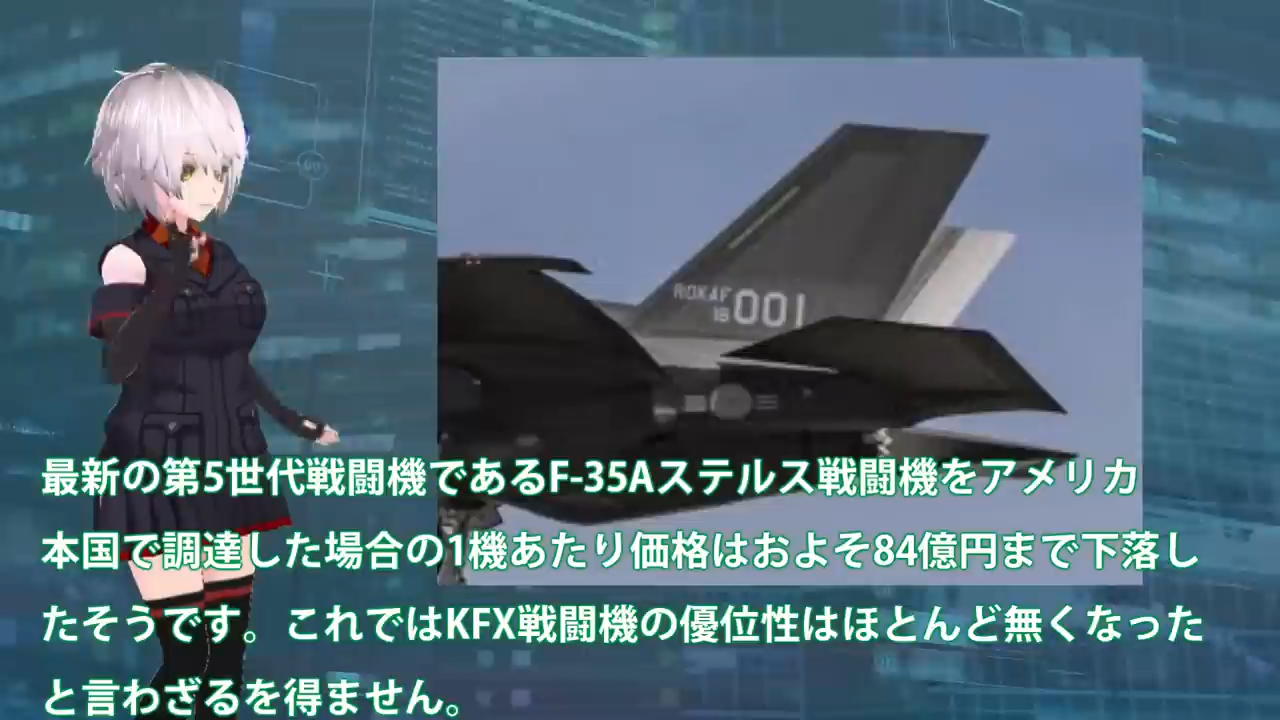 ROKAF
18 001
最新の第5世代戦闘機であるF-35Aステルス戦闘機をアメリカ
本国で調達した場合の1機あたり価格はおよそ84億円まで下落し
たそうです。これではKFX戦闘機の優位性はほとんど無くなった
と言わざるを得ません。